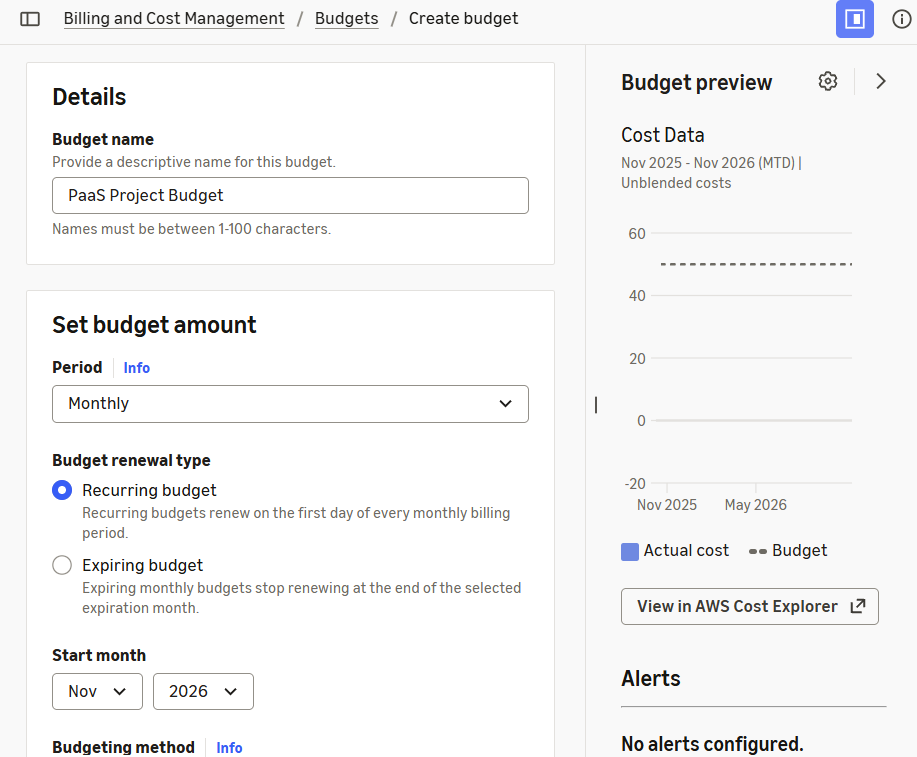 Billing and Cost Management / Budgets / Create budget
Details
Budget name
Provide a descriptive name for this budget.
PaaS Project Budget
Names must be between 1-100 characters.
Set budget amount
Period Info
Monthly
Budget renewal type
Recurring budget
Recurring budgets renew on the first day of every monthly billing
period.
Expiring budget
Expiring monthly budgets stop renewing at the end of the selected
expiration month.
Start month
Nov 2026
Budgeting method Info
Budget preview
Cost Data
Nov 2025 - Nov 2026 (MTD) |
Unblended costs
60
40
20
0
-20
Nov 2025 May 2026
Actual cost Budget
View in AWS Cost Explorer
Alerts
No alerts configured.